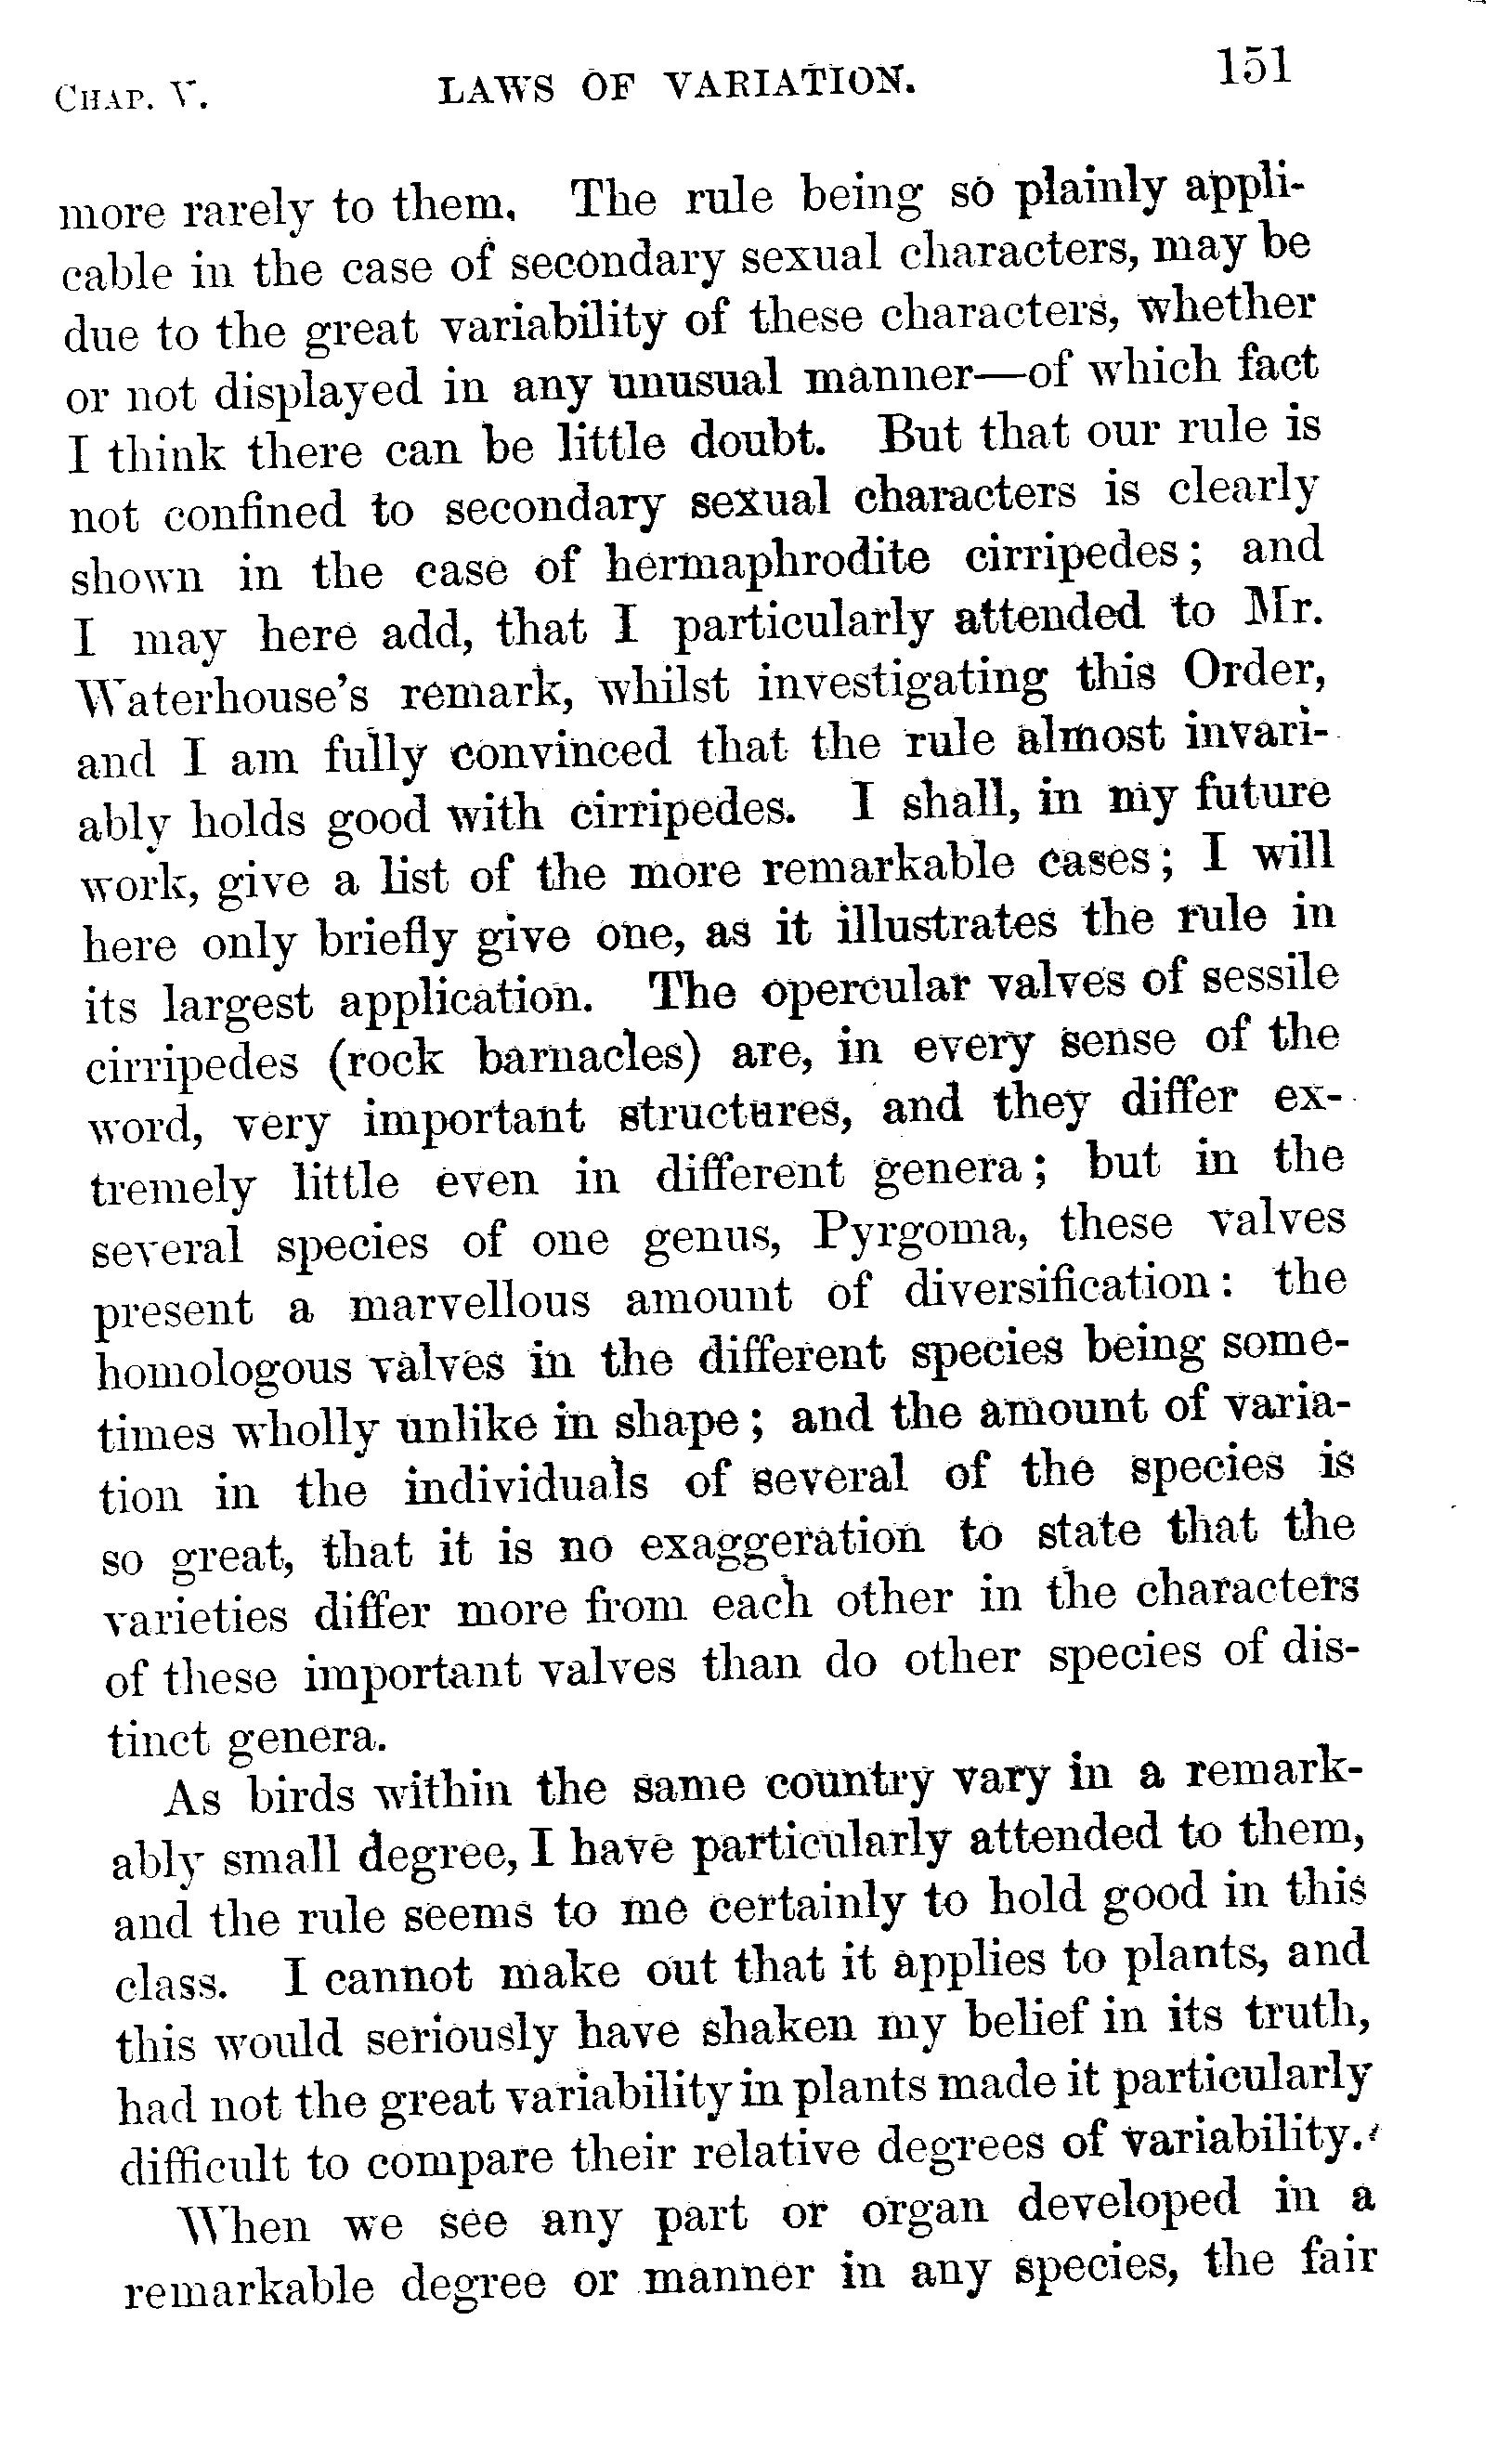 CHAP. V. LAWS OF VARIATION. 151
more rarely to them. The rule being so plainly appli-
cable in the case of secondary sexual characters, may be
due to the great variability of these characters, whether
or not displayed in any unusual manner—of which fact
I think there can be little doubt. But that our rule is
not confined to secondary sexual characters is clearly
shown in the case of hermaphrodite cirripedes; and
I may here add, that I particularly attended to Mr.
Waterhouse's remark, whilst investigating this Order,
and I am fully convinced that the rule almost invari-
ably holds good with cirripedes. I shall, in my future
work, give a list of the more remarkable cases; I will
here only briefly give one, as it illustrates the rule in
its largest application. The opercular valves of sessile
cirripedes (rock barnacles) are, in every sense of the
word, very important structures, and they differ ex-
tremely little even in different genera; but in the
several species of one genus, Pyrgoma, these valves
present a marvellous amount of diversification: the
homologous valves in the different species being some-
times wholly unlike in shape; and the amount of varia-
tion in the individuals of several of the species is
so great, that it is no exaggeration to state that the
varieties differ more from each other in the characters
of these important valves than do other species of dis-
tinct genera.
As birds within the same country vary in a remark-
ably small degree, I have particularly attended to them,
and the rule seems to me certainly to hold good in this
class. I cannot make out that it applies to plants, and
this would seriously have shaken my belief in its truth,
had not the great variability in plants made it particularly
difficult to compare their relative degrees of variability.
When we see any part or organ developed in a
remarkable degree or manner in any species, the fair